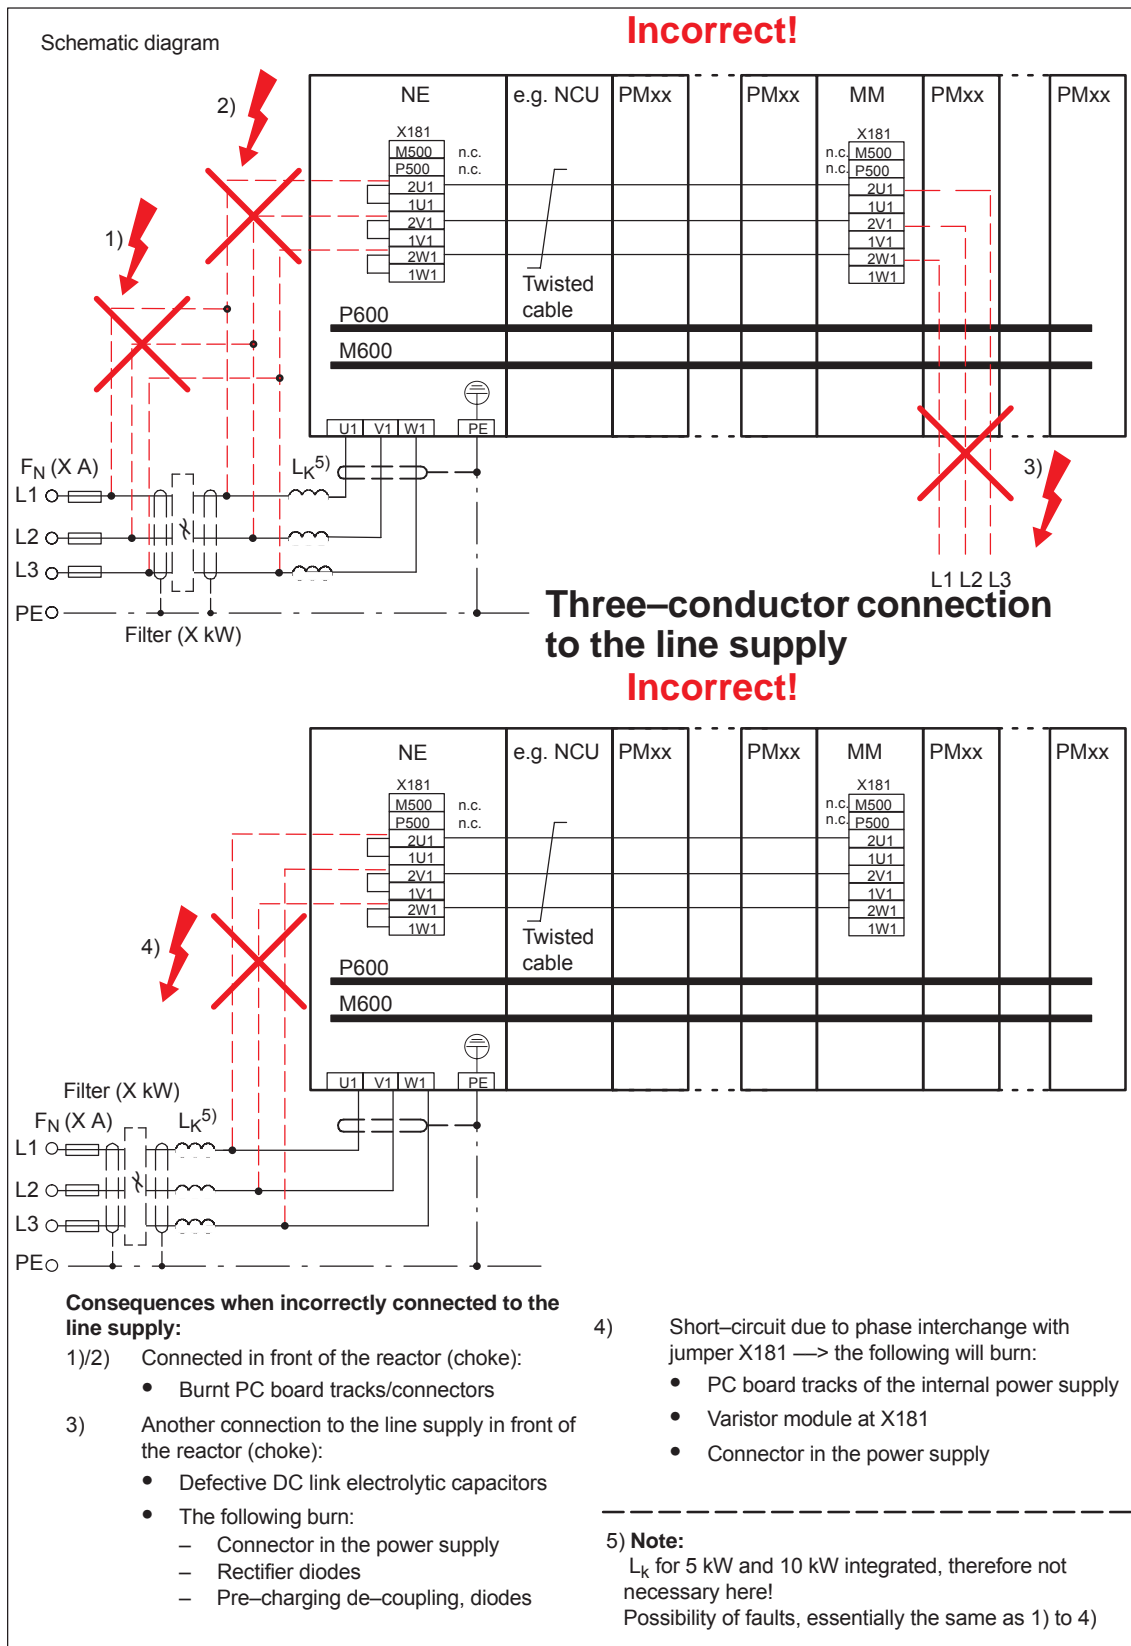 Incorrect!
Schematic diagram
NE
e.g. NCU
PMxx
PMxx
MM
PMxx
PMxx
2)
X181
M500 n.c.
P500 n.c.
2U1
1U1
2V1
1V1
2W1
1W1
X181
n.c. M500
n.c. P500
2U1
1U1
2V1
1V1
2W1
1W1
1)
Twisted
cable
P600
M600
U1 V1 W1 PE
FN (X A)
LK5)
3)
L1
L2
L3
PE
L1 L2 L3
Filter (X kW)
Three–conductor connection
to the line supply
Incorrect!
NE
e.g. NCU
PMxx
PMxx
MM
PMxx
PMxx
X181
M500 n.c.
P500 n.c.
2U1
1U1
2V1
1V1
2W1
1W1
X181
n.c. M500
n.c. P500
2U1
1U1
2V1
1V1
2W1
1W1
4)
Twisted
cable
P600
M600
U1 V1 W1 PE
Filter (X kW)
FN (X A)
LK5)
L1
L2
L3
PE
Consequences when incorrectly connected to the
line supply:
1)/2) Connected in front of the reactor (choke):
• Burnt PC board tracks/connectors
3) Another connection to the line supply in front of
the reactor (choke):
• Defective DC link electrolytic capacitors
• The following burn:
– Connector in the power supply
– Rectifier diodes
– Pre–charging de–coupling, diodes
4) Short–circuit due to phase interchange with
jumper X181 —> the following will burn:
• PC board tracks of the internal power supply
• Varistor module at X181
• Connector in the power supply
5) Note:
Lk for 5 kW and 10 kW integrated, therefore not
necessary here!
Possibility of faults, essentially the same as 1) to 4)